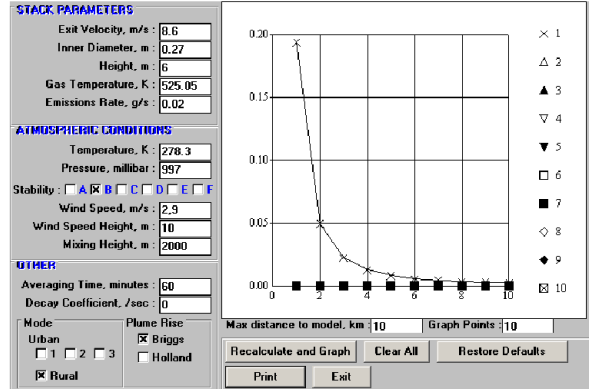 STACK PARAMETERS
Exit Velocity, m/s : 8.6
Inner Diameter, m : 0.27
Height, m : 6
Gas Temperature, K : 525.05
Emissions Rate, g/s : 0.02
ATMOSPHERIC CONDITIONS
Temperature, K : 278.3
Pressure, millibar : 997
Stability : A B C D E F
Wind Speed, m/s : 2,9
Wind Speed Height, m : 10
Mixing Height, m : 2000
OTHER
Averaging Time, minutes : 60
Decay Coefficient, /sec : 0
Mode
Urban
1 2 3
Rural
Plume Rise
Briggs
Holland
0.20
0.15
0.10
0.05
0.00
0 2 4 6 8 10
1
2
3
4
5
6
7
8
9
10
Max distance to model, km : 10 Graph Points : 10
Recalculate and Graph Clear All Restore Defaults
Print Exit